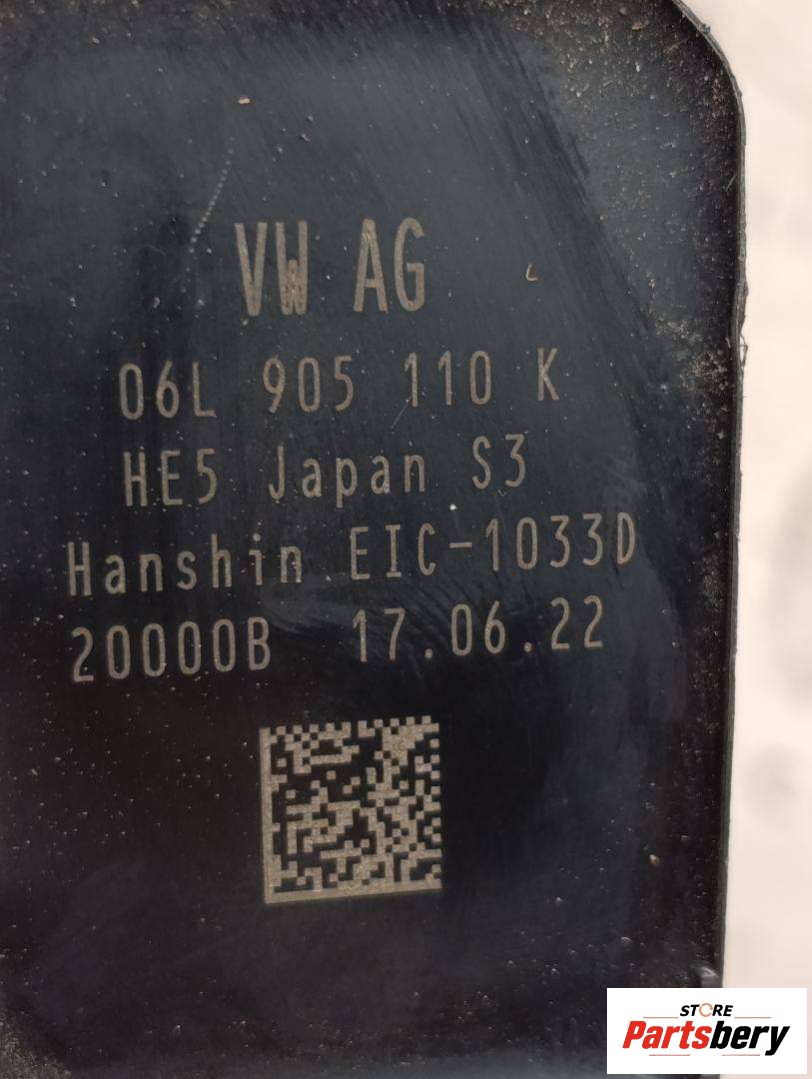 VW AG
06L 905 110 K
HE5 Japan S3
Hanshin EIC-1033D
20000B 17.06.22
STORE
Partsbery